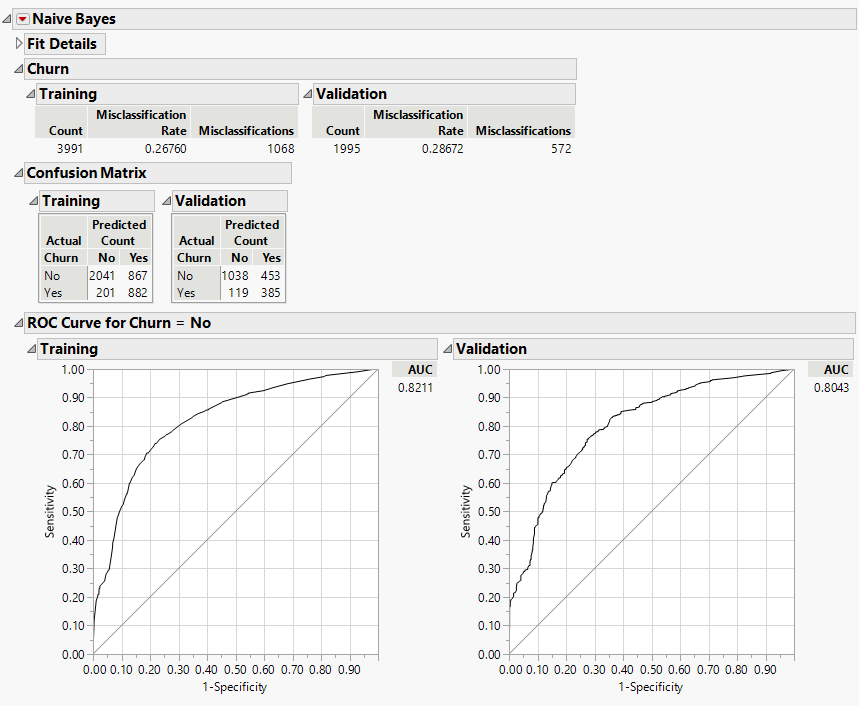 Naive Bayes
Fit Details
Churn
Training Validation
Misclassification Misclassification
Count Rate Misclassifications Count Rate Misclassifications
3991 0.26760 1068 1995 0.28672 572
Confusion Matrix
Training Validation
Predicted Predicted
Actual Count Actual Count
Churn No Yes Churn No Yes
No 2041 867 No 1038 453
Yes 201 882 Yes 119 385
ROC Curve for Churn = No
Training Validation
1.00 AUC 1.00 AUC
0.90 0.8211 0.90 0.8043
0.80 0.80
0.70 0.70
0.60 0.60
0.50 0.50
0.40 0.40
0.30 0.30
0.20 0.20
0.10 0.10
0.00 0.00
Sensitivity Sensitivity
0.00 0.10 0.20 0.30 0.40 0.50 0.60 0.70 0.80 0.90 0.00 0.10 0.20 0.30 0.40 0.50 0.60 0.70 0.80 0.90
1-Specificity 1-Specificity